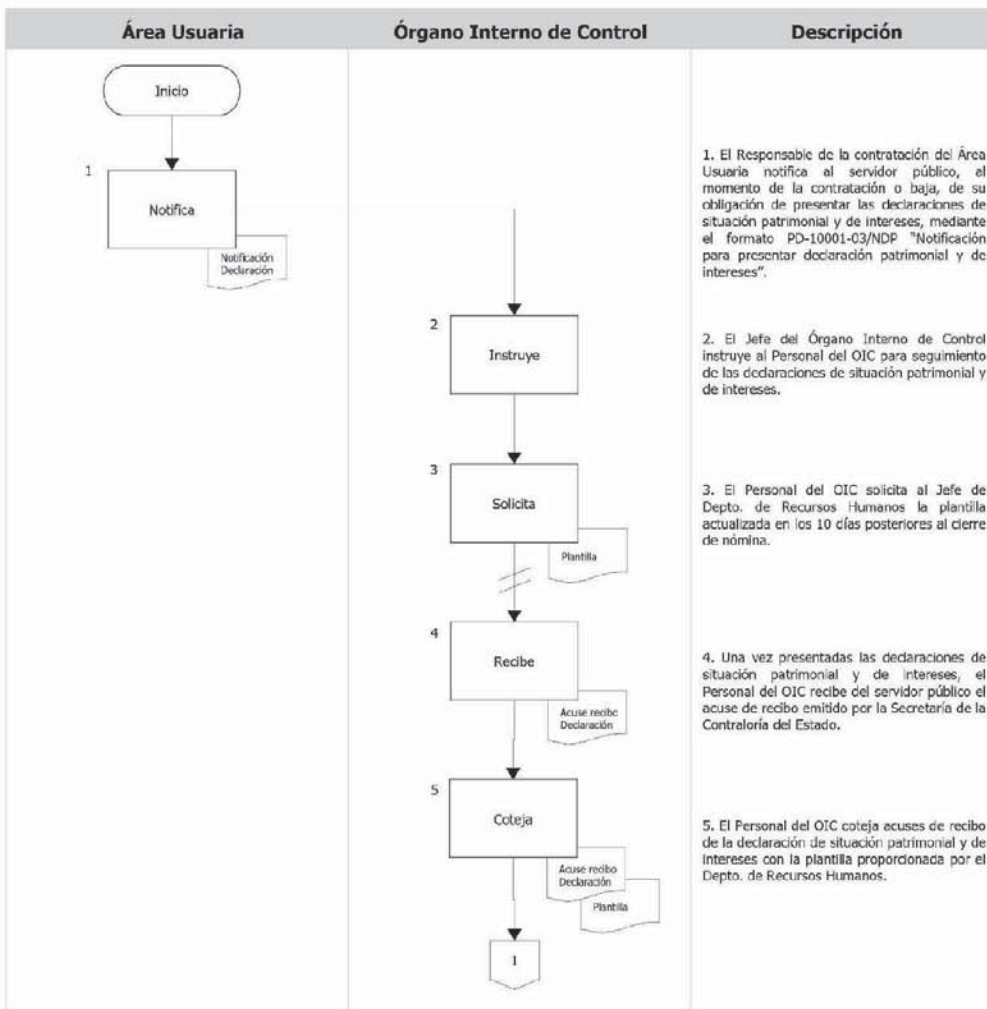 Área Usuaria
Órgano Interno de Control
Descripción
Inicio
1
Notifica
Notificación
Declaración
1. El Responsable de la contratación del Área
Usuaria notifica al servidor público, al
momento de la contratación o baja, de su
obligación de presentar las declaraciones de
situación patrimonial y de intereses, mediante
el formato PD-10001-03/NDP "Notificación
para presentar declaración patrimonial y de
intereses".
2
Instruye
2. El Jefe del Órgano Interno de Control
instruye al Personal del OIC para seguimiento
de las declaraciones de situación patrimonial y
de intereses.
3
Solicita
Plantilla
3. El Personal del OIC solicita al Jefe de
Depto. de Recursos Humanos la plantilla
actualizada en los 10 días posteriores al cierre
de nómina.
4
Recibe
Acuse recibo
Declaración
4. Una vez presentadas las declaraciones de
situación patrimonial y de intereses, el
Personal del OIC recibe del servidor público el
acuse de recibo emitido por la Secretaría de la
Contraloría del Estado.
5
Coteja
Acuse recibo
Declaración
Plantilla
5. El Personal del OIC coteja acuses de recibo
de la declaración de situación patrimonial y de
intereses con la plantilla proporcionada por el
Depto. de Recursos Humanos.
1